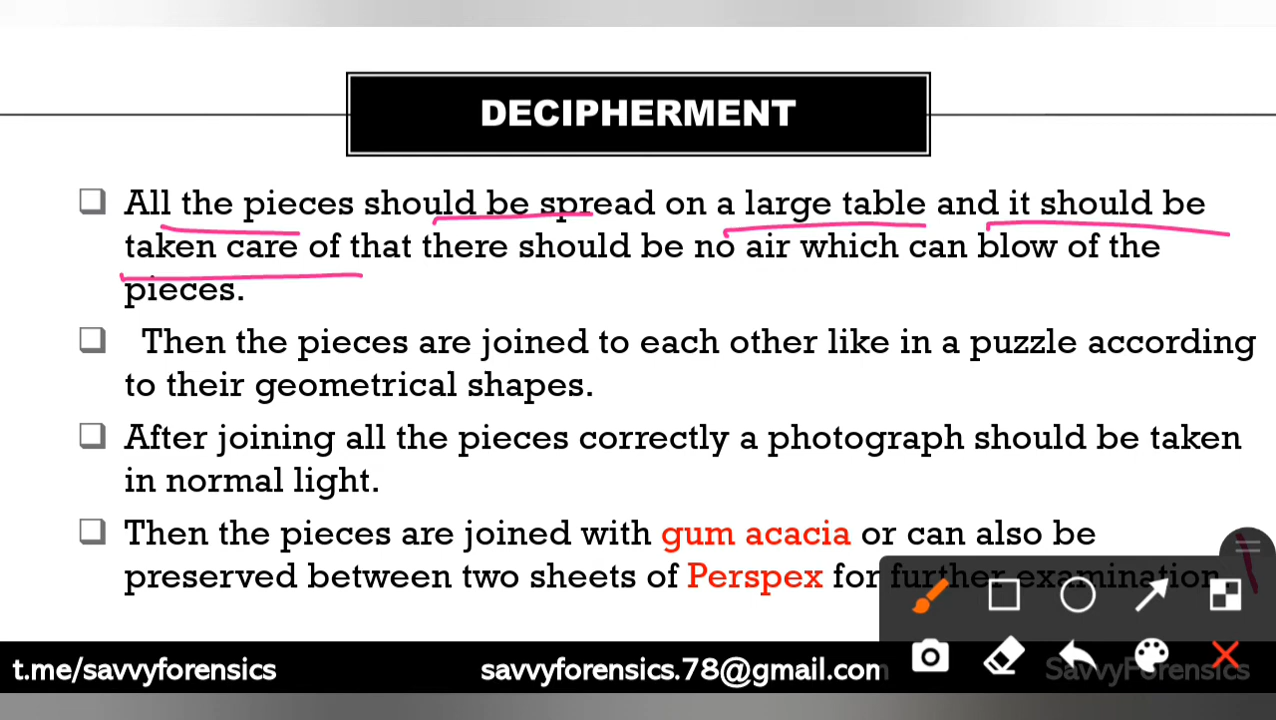 DECIPHERMENT
All the pieces should be spread on a large table and it should be
taken care of that there should be no air which can blow of the
pieces.
Then the pieces are joined to each other like in a puzzle according
to their geometrical shapes.
After joining all the pieces correctly a photograph should be taken
in normal light.
Then the pieces are joined with gum acacia or can also be
preserved between two sheets of Perspex for further examination.
t.me/savvyforensics
savvyforensics.78@gmail.com
SavvyForensics